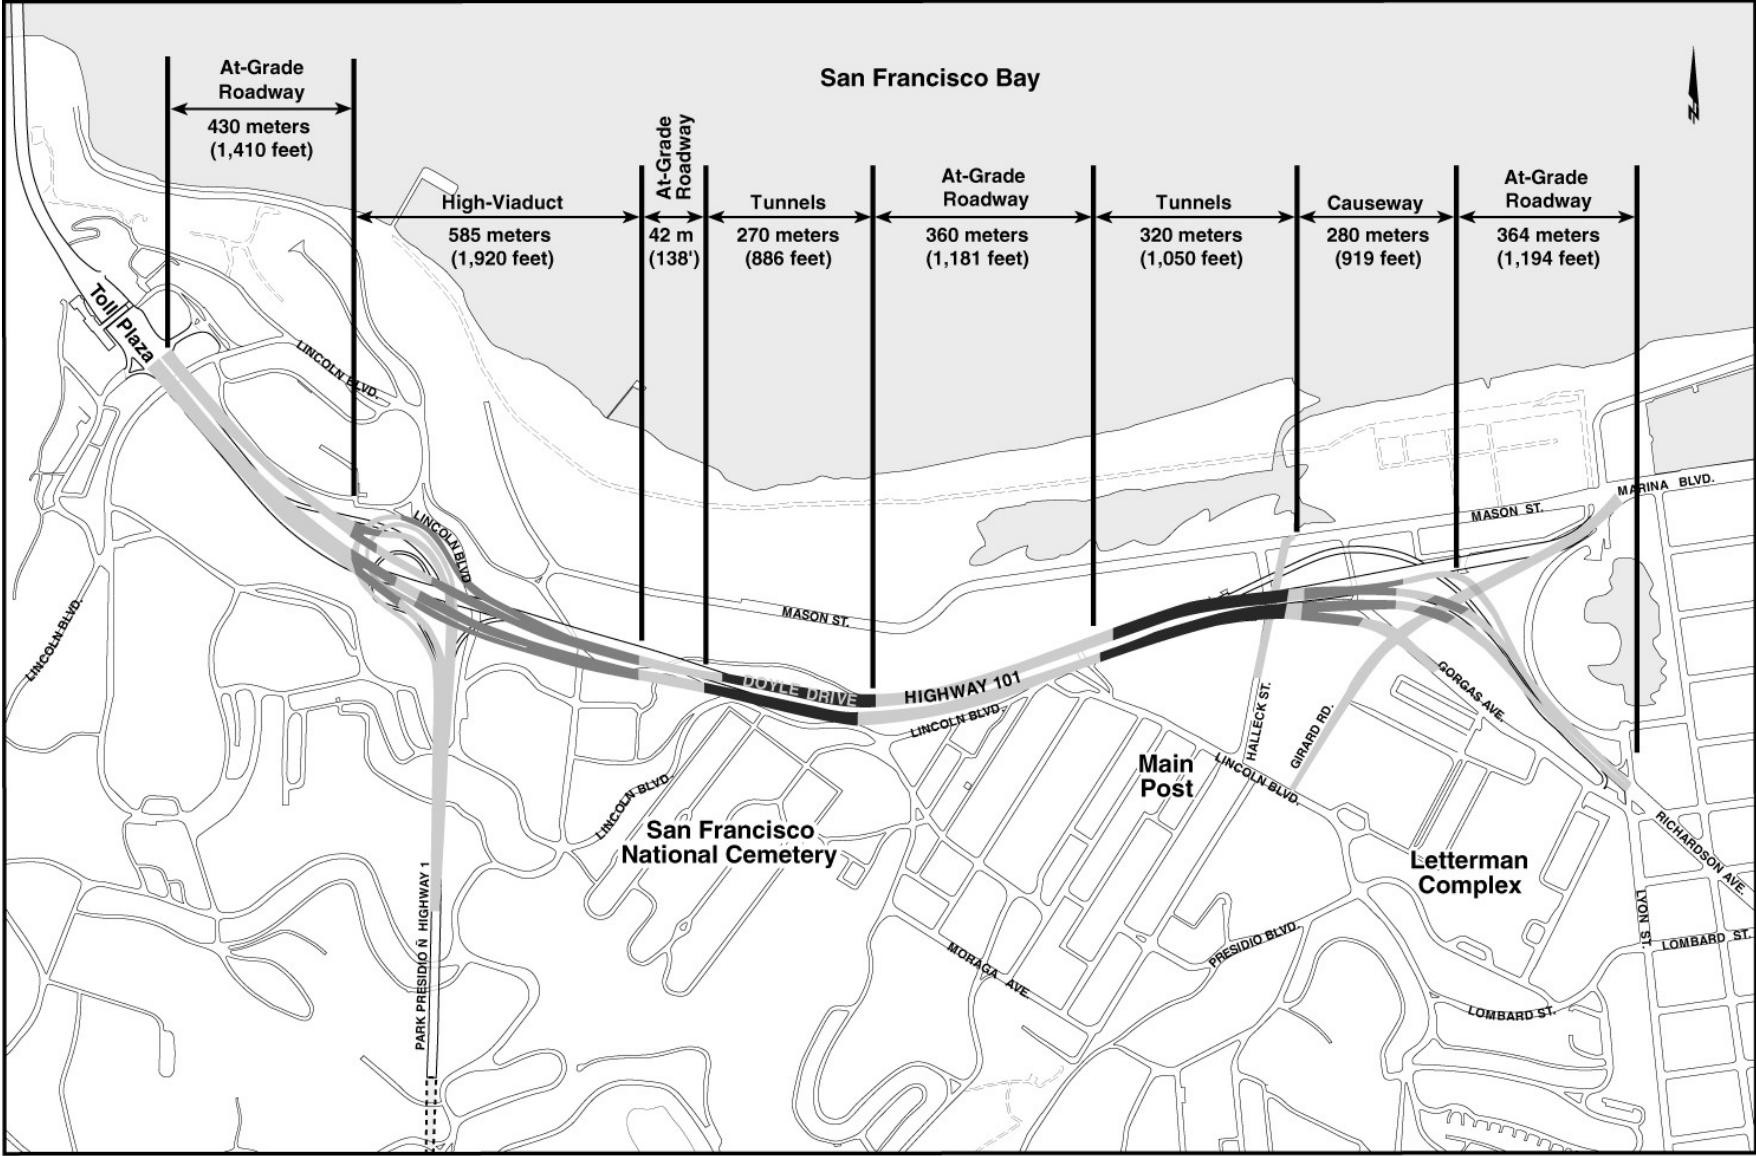 San Francisco Bay
At-Grade
Roadway
430 meters
(1,410 feet)
High-Viaduct
585 meters
(1,920 feet)
At-Grade
Roadway
42 m
(138')
Tunnels
270 meters
(886 feet)
At-Grade
Roadway
360 meters
(1,181 feet)
Tunnels
320 meters
(1,050 feet)
Causeway
280 meters
(919 feet)
At-Grade
Roadway
364 meters
(1,194 feet)
N
Toll
Plaza
LINCOLN BLVD.
LINCOLN BLVD
LINCOLN BLVD.
MASON ST.
MASON ST.
MARINA BLVD.
DOYLE DRIVE
HIGHWAY 101
LINCOLN BLVD.
LINCOLN BLVD.
HALLECK ST.
GIRARD RD.
GORGAS AVE.
LINCOLN BLVD.
Main
Post
San Francisco
National Cemetery
Letterman
Complex
RICHARDSON AVE.
LYON ST.
LOMBARD ST.
LOMBARD ST.
PRESIDIO BLVD.
MORAGA AVE.
PARK PRESIDIO Ñ HIGHWAY 1